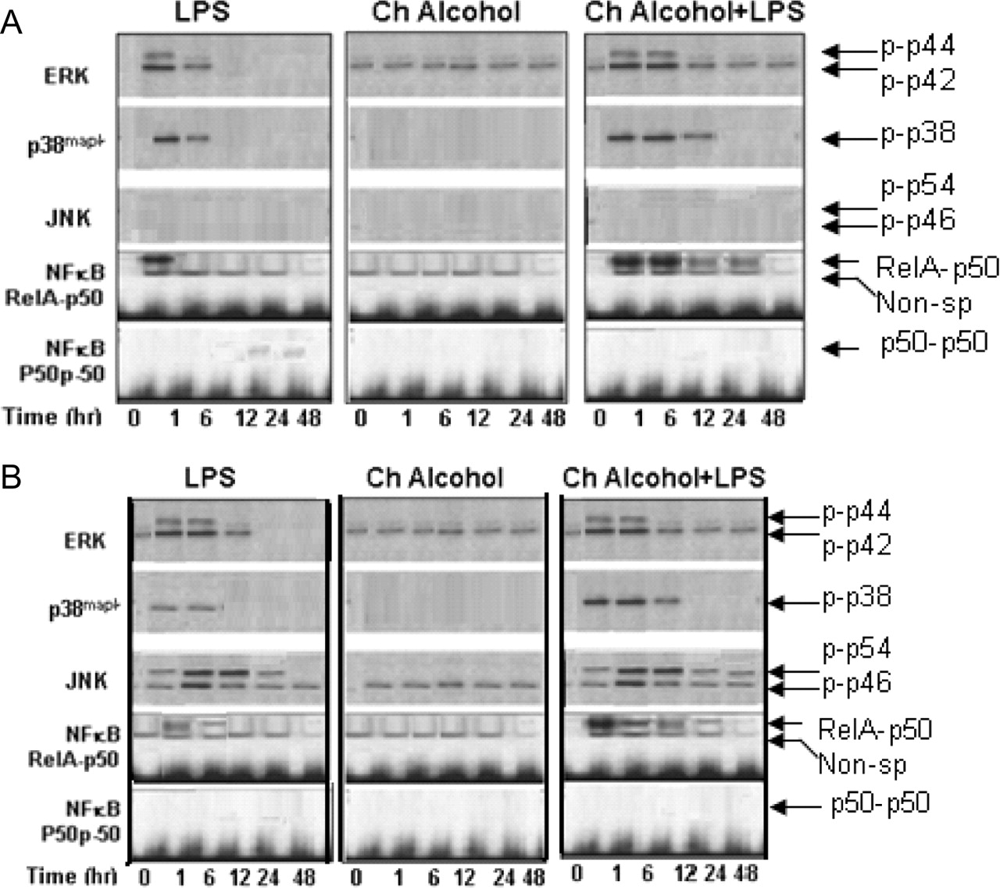 A
LPS Ch Alcohol Ch Alcohol+LPS
ERK
p-p44
p-p42
p38mapk
p-p38
JNK
p-p54
p-p46
NFκB
RelA-p50
RelA-p50
Non-sp
NFκB
P50p-50
p50-p50
Time (hr) 0 1 6 12 24 48 0 1 6 12 24 48 0 1 6 12 24 48
B
LPS Ch Alcohol Ch Alcohol+LPS
ERK
p-p44
p-p42
p38mapk
p-p38
JNK
p-p54
p-p46
NFκB
RelA-p50
RelA-p50
Non-sp
NFκB
P50p-50
p50-p50
Time (hr) 0 1 6 12 24 48 0 1 6 12 24 48 0 1 6 12 24 48